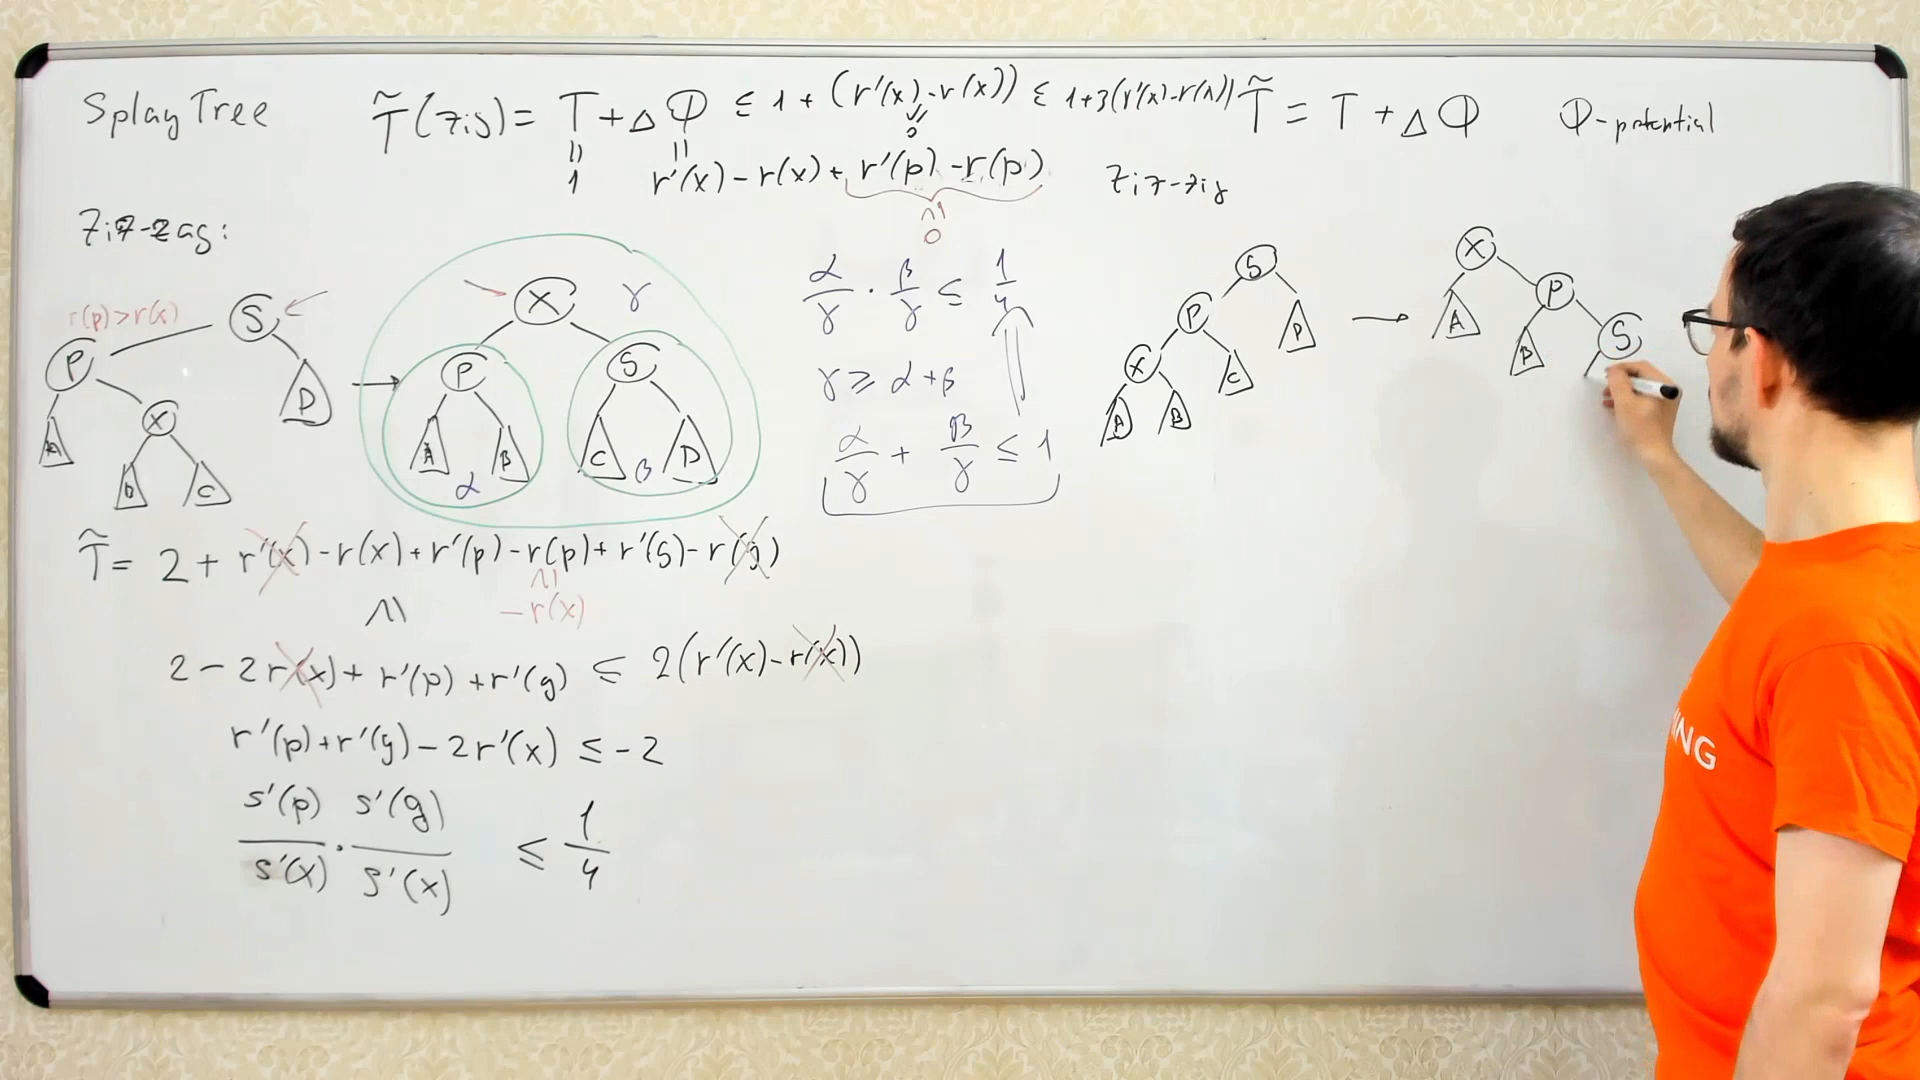 Splay Tree
T̃(zig) = T + ΔΦ ≤ 1 + (r'(x) - r(x)) ≤ 1+3(r'(x)-r(x))
T̃ = T + ΔΦ
Φ-potential
"
1
"
r'(x) - r(x) + r'(p) - r(p)
∨/
0
/\|
0
zig-zig
zig-zag:
r(p)>r(x)
g
P
X
D
A
B
C
→
X
γ
P
g
A
B
α
C
β
D
α/γ · β/γ ≤ 1/4
γ ≥ α + β
α/γ + β/γ ≤ 1
g
P
D
X
C
A
B
→
X
A
P
B
g
T̃ = 2 + r'(x) - r(x) + r'(p) - r(p) + r'(g) - r(g)
/\|
-r(x)
/\|
2 - 2r(x) + r'(p) + r'(g) ≤ 2(r'(x) - r(x))
r'(p) + r'(g) - 2r'(x) ≤ -2
s'(p)/s'(x) · s'(g)/s'(x) ≤ 1/4
NG